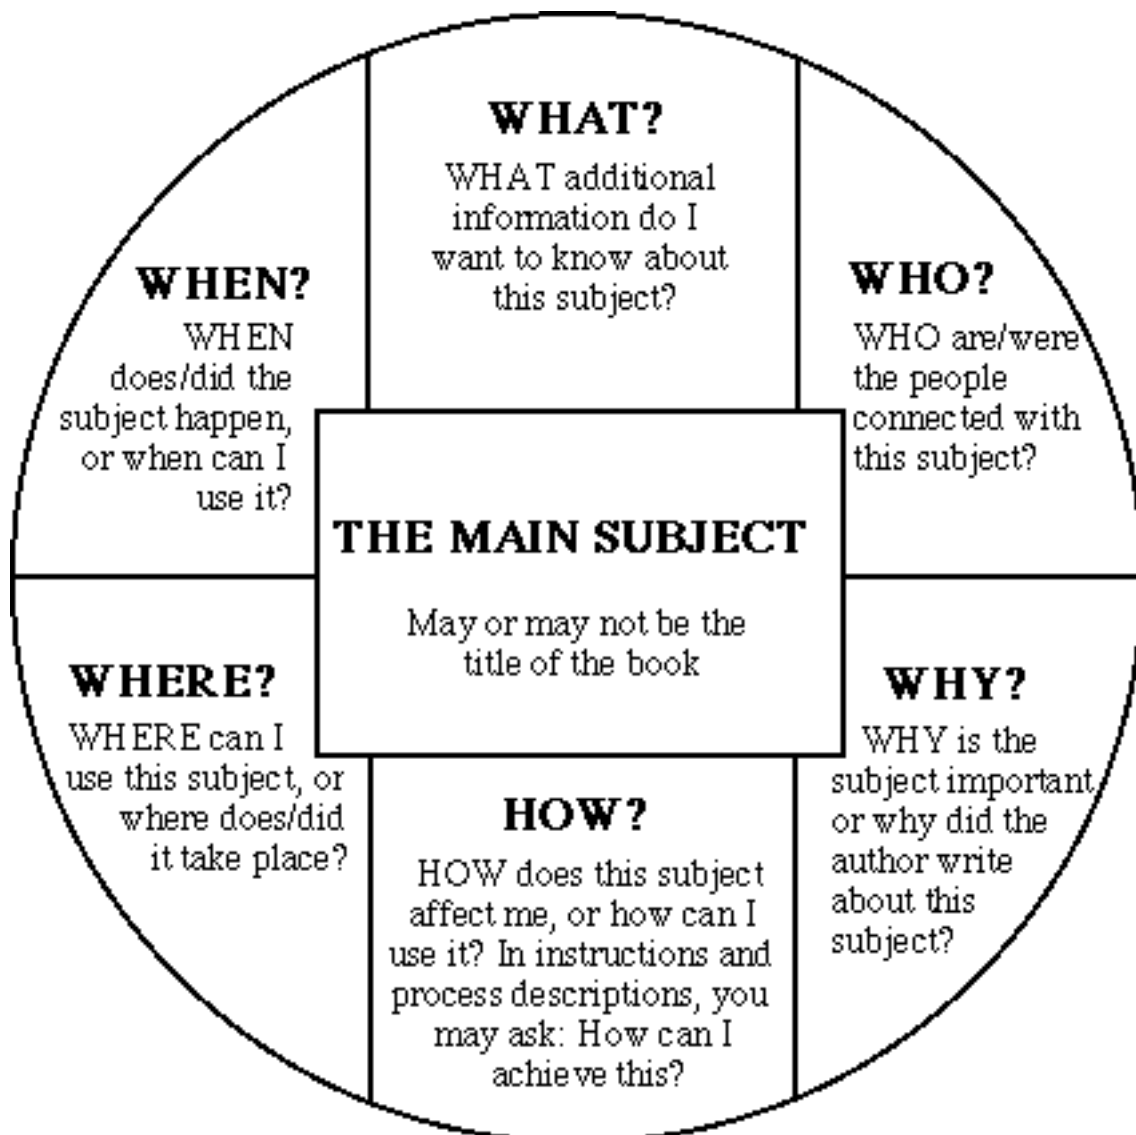 WHAT?
WHAT additional
information do I
want to know about
this subject?
WHEN?
WHEN
does/did the
subject happen,
or when can I
use it?
WHO?
WHO are/were
the people
connected with
this subject?
THE MAIN SUBJECT
May or may not be the
title of the book
WHERE?
WHERE can I
use this subject, or
where does/did
it take place?
HOW?
HOW does this subject
affect me, or how can I
use it? In instructions and
process descriptions, you
may ask: How can I
achieve this?
WHY?
WHY is the
subject important
or why did the
author write
about this
subject?